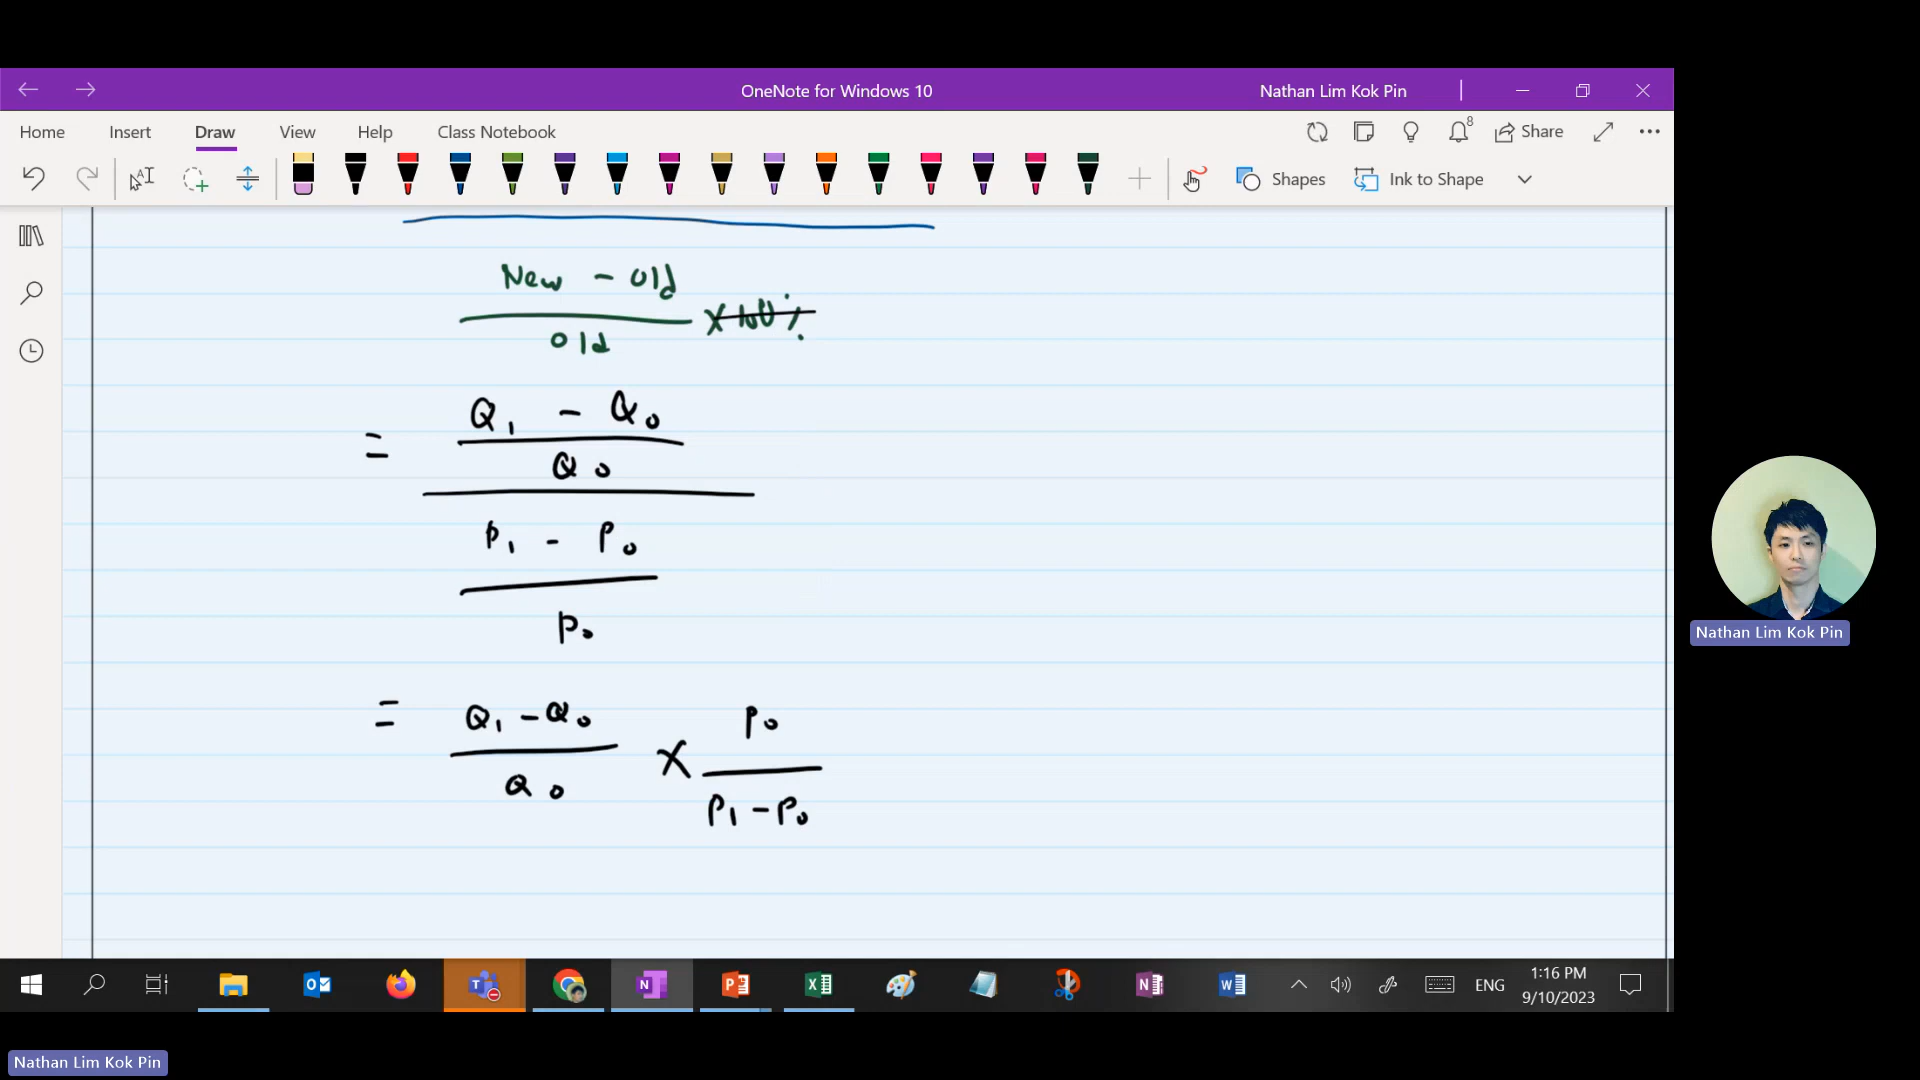 OneNote for Windows 10
Nathan Lim Kok Pin
Home Insert Draw View Help Class Notebook
8
Share
Shapes
Ink to Shape
New - Old
Old
×100%
= Q₁ - Q₀
Q₀
P₁ - P₀
P₀
= Q₁ - Q₀
Q₀
× P₀
P₁ - P₀
Nathan Lim Kok Pin
ENG
1:16 PM
9/10/2023
Nathan Lim Kok Pin